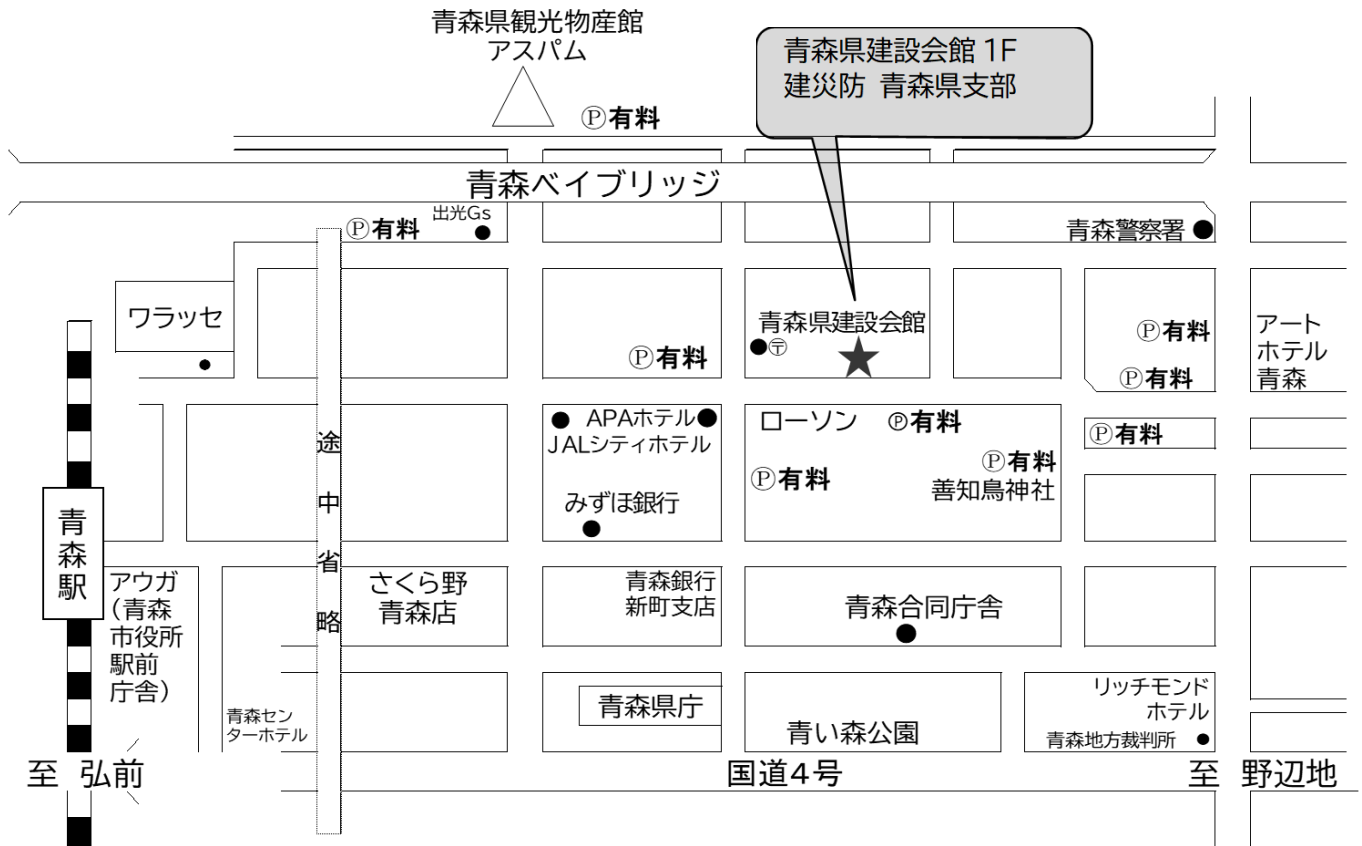 青森県観光物産館
アスパム
青森県建設会館 1F
建災防 青森県支部
Ⓟ有料
青森ベイブリッジ
出光Gs
Ⓟ有料
青森警察署
ワラッセ
青森県建設会館
〒
Ⓟ有料
Ⓟ有料
Ⓟ有料
アート
ホテル
青森
APAホテル
JALシティホテル
ローソン
Ⓟ有料
Ⓟ有料
Ⓟ有料
Ⓟ有料
善知鳥神社
みずほ銀行
途中省略
青森駅
アウガ
(青森
市役所
駅前
庁舎)
さくら野
青森店
青森銀行
新町支店
青森合同庁舎
青森セン
ターホテル
青森県庁
青い森公園
リッチモンド
ホテル
青森地方裁判所
至 弘前
国道4号
至 野辺地